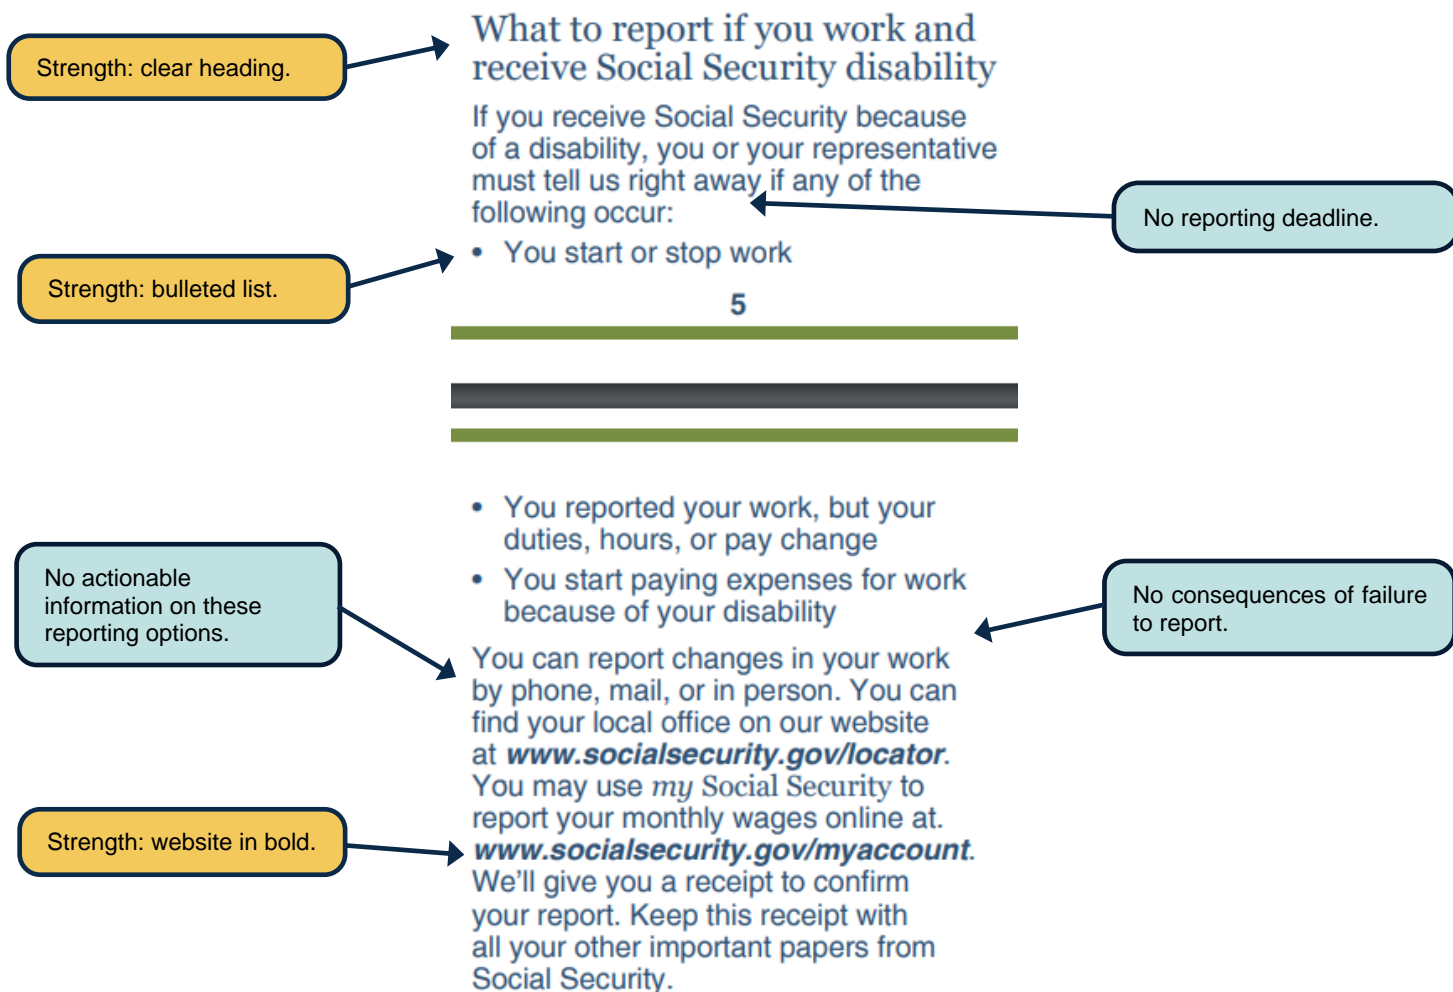 What to report if you work and
receive Social Security disability
Strength: clear heading.
If you receive Social Security because
of a disability, you or your representative
must tell us right away if any of the
following occur:
No reporting deadline.
• You start or stop work
Strength: bulleted list.
5
• You reported your work, but your
duties, hours, or pay change
• You start paying expenses for work
because of your disability
No actionable
information on these
reporting options.
No consequences of failure
to report.
You can report changes in your work
by phone, mail, or in person. You can
find your local office on our website
at www.socialsecurity.gov/locator.
You may use my Social Security to
report your monthly wages online at.
www.socialsecurity.gov/myaccount.
Strength: website in bold.
We’ll give you a receipt to confirm
your report. Keep this receipt with
all your other important papers from
Social Security.